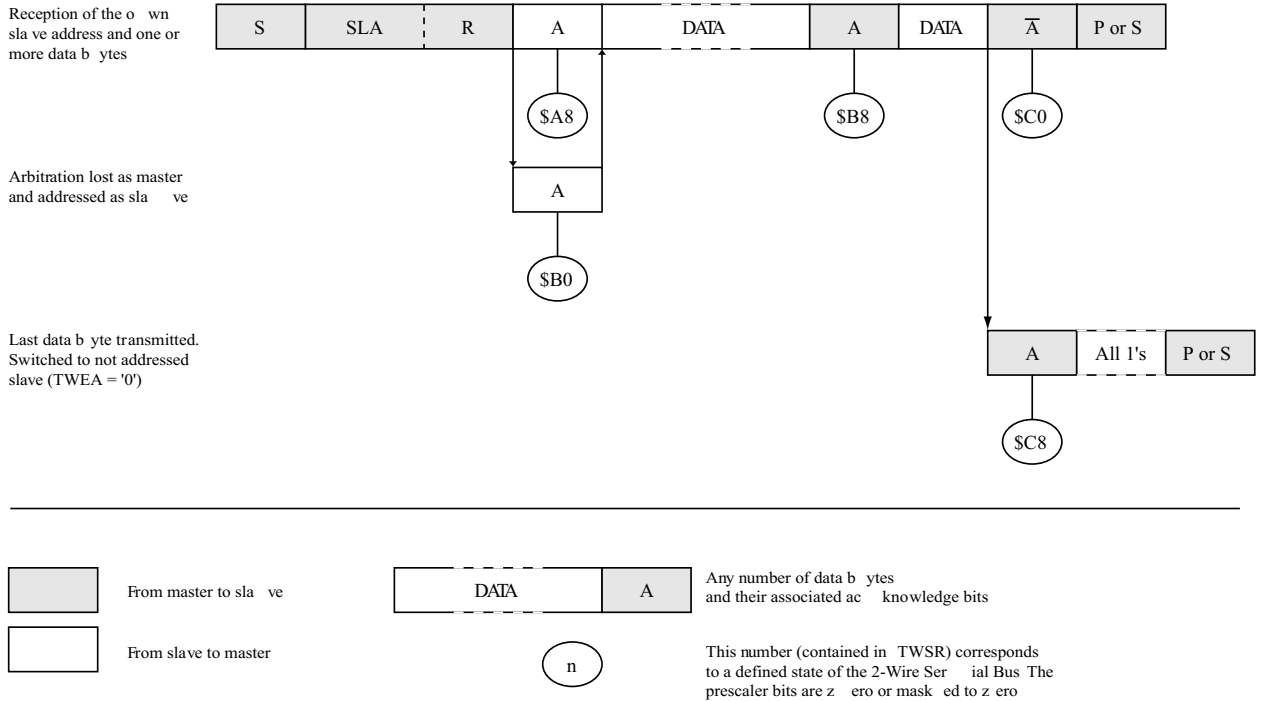 Reception of the o wn
sla ve address and one or
more data b ytes
S SLA R A DATA A DATA A P or S
$A8 $B8 $C0
Arbitration lost as master
and addressed as sla ve
A
$B0
Last data b yte transmitted.
Switched to not addressed
slave (TWEA = '0')
A All 1's P or S
$C8
From master to sla ve
DATA A
Any number of data b ytes
and their associated ac knowledge bits
From slave to master
n
This number (contained in TWSR) corresponds
to a defined state of the 2-Wire Ser ial Bus The
prescaler bits are z ero or mask ed to z ero